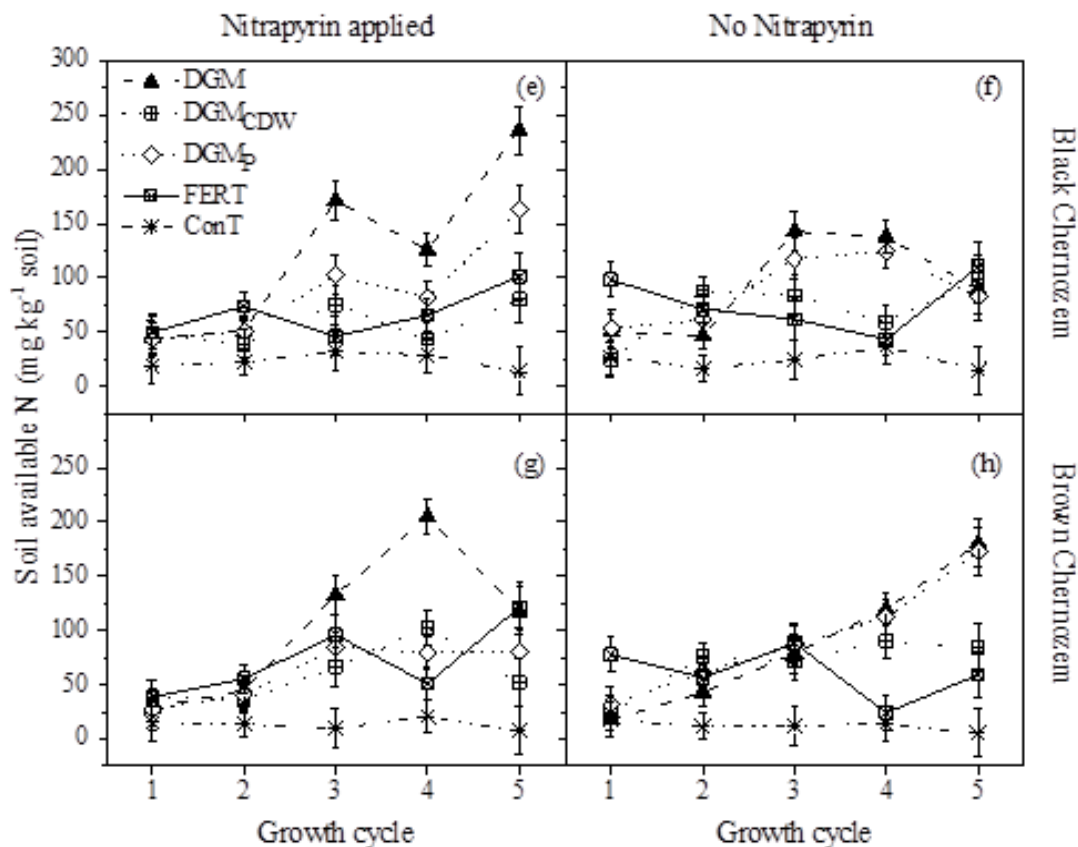 Nitrapyrin applied
No Nitrapyrin
Soil available N (mg kg⁻¹ soil)
300
250
200
150
100
50
0
DGM
DGM_CDW
DGM_P
FERT
ConT
(e)
(f)
Black Chernozem
250
200
150
100
50
0
(g)
(h)
Brown Chernozem
1 2 3 4 5
1 2 3 4 5
Growth cycle
Growth cycle